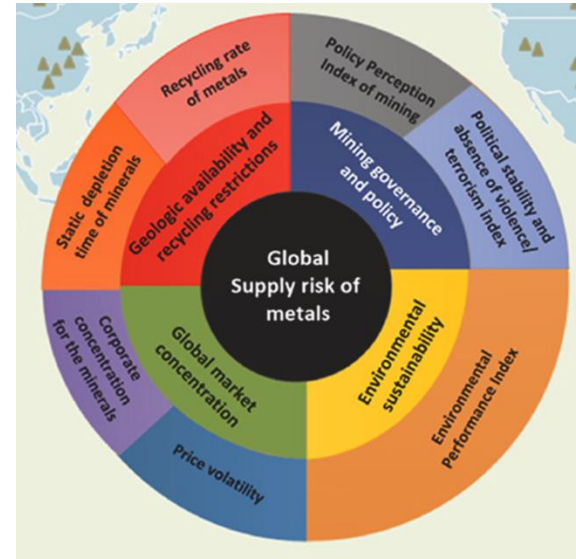 Recycling rate
of metals
Policy Perception
Index of mining
Static depletion
time of minerals
Geologic availability and
recycling restrictions
Mining governance
and policy
Political stability and
absence of violence/
terrorism index
Global
Supply risk of
metals
Corporate
concentration
for the minerals
Global market
concentration
Environmental
sustainability
Environmental
Performance Index
Price volatility